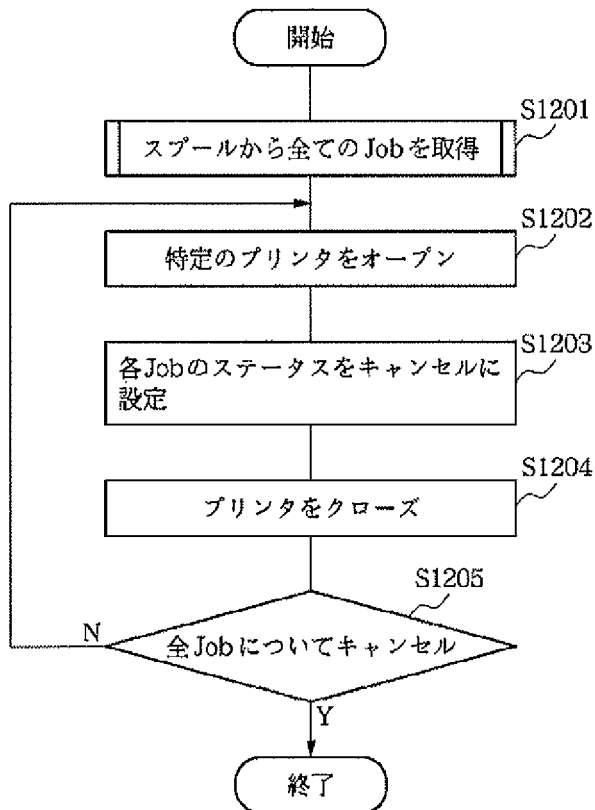 開始
S1201
スプールから全てのJobを取得
S1202
特定のプリンタをオープン
S1203
各Jobのステータスをキャンセルに
設定
S1204
プリンタをクローズ
S1205
全Jobについてキャンセル
N
Y
終了